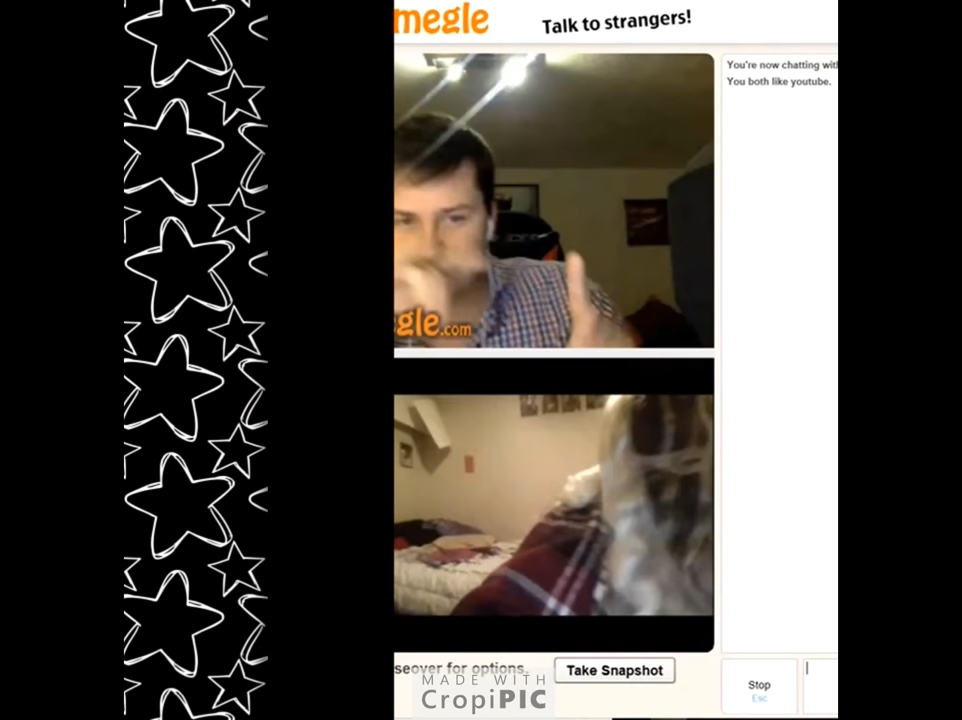 megle
Talk to strangers!
You're now chatting with
You both like youtube.
gle.com
seover for options.
Take Snapshot
Stop
Esc
MADE WITH
CropiPIC